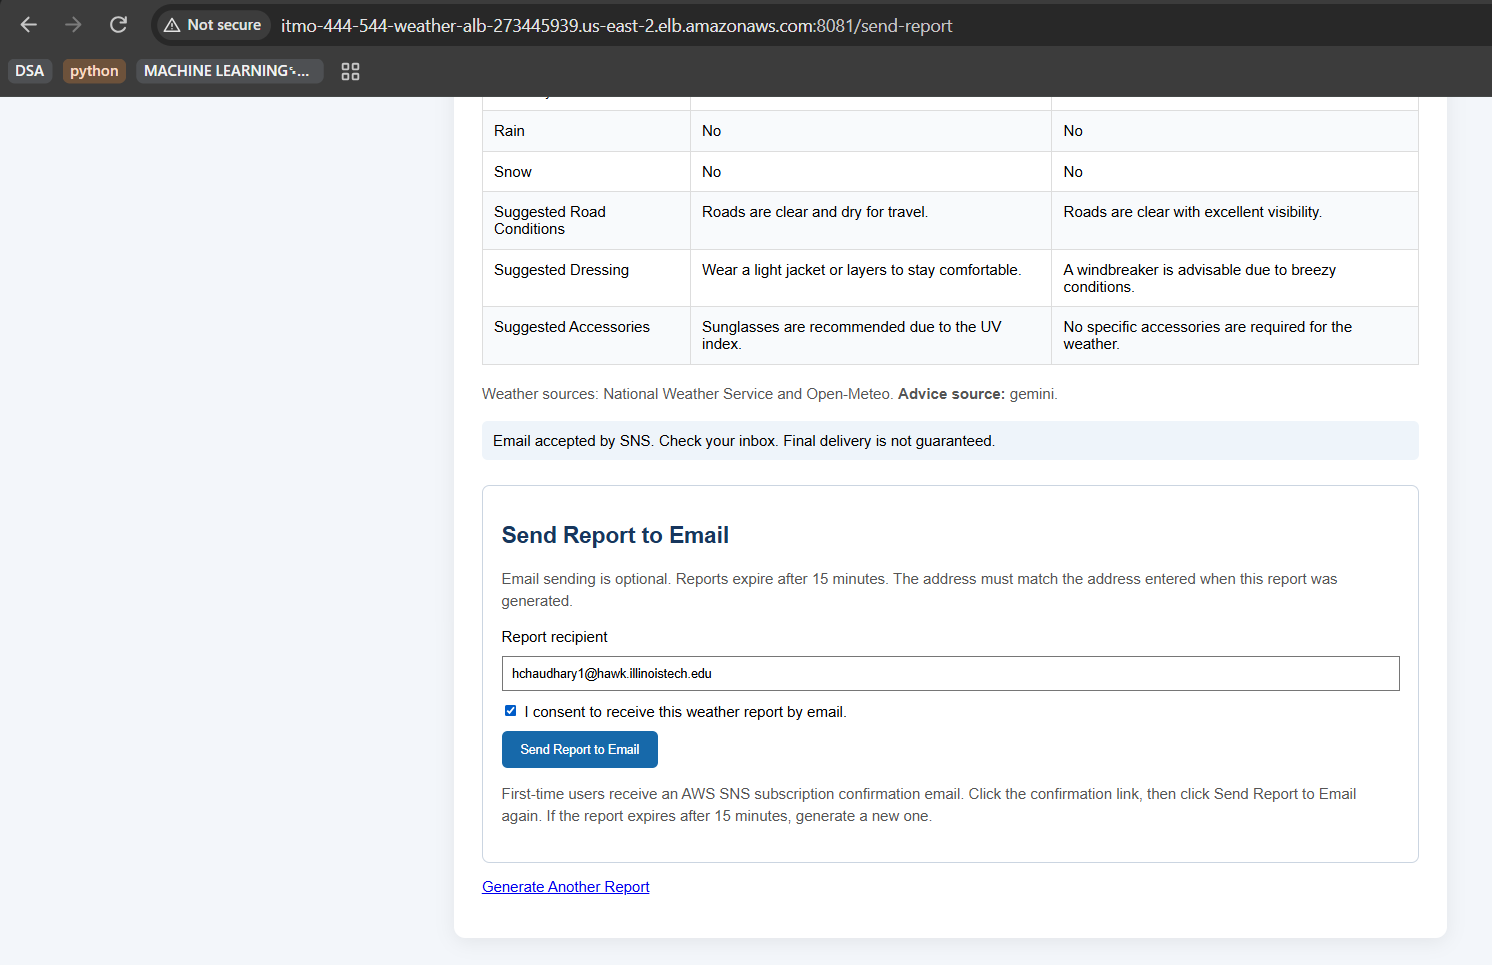 Not secure
itmo-444-544-weather-alb-273445939.us-east-2.elb.amazonaws.com:8081/send-report
DSA
python
MACHINE LEARNING
Rain
No
No
Snow
No
No
Suggested Road
Conditions
Roads are clear and dry for travel.
Roads are clear with excellent visibility.
Suggested Dressing
Wear a light jacket or layers to stay comfortable.
A windbreaker is advisable due to breezy
conditions.
Suggested Accessories
Sunglasses are recommended due to the UV
index.
No specific accessories are required for the
weather.
Weather sources: National Weather Service and Open-Meteo. Advice source: gemini.
Email accepted by SNS. Check your inbox. Final delivery is not guaranteed.
Send Report to Email
Email sending is optional. Reports expire after 15 minutes. The address must match the address entered when this report was
generated.
Report recipient
hchaudhary1@hawk.illinoistech.edu
I consent to receive this weather report by email.
Send Report to Email
First-time users receive an AWS SNS subscription confirmation email. Click the confirmation link, then click Send Report to Email
again. If the report expires after 15 minutes, generate a new one.
Generate Another Report